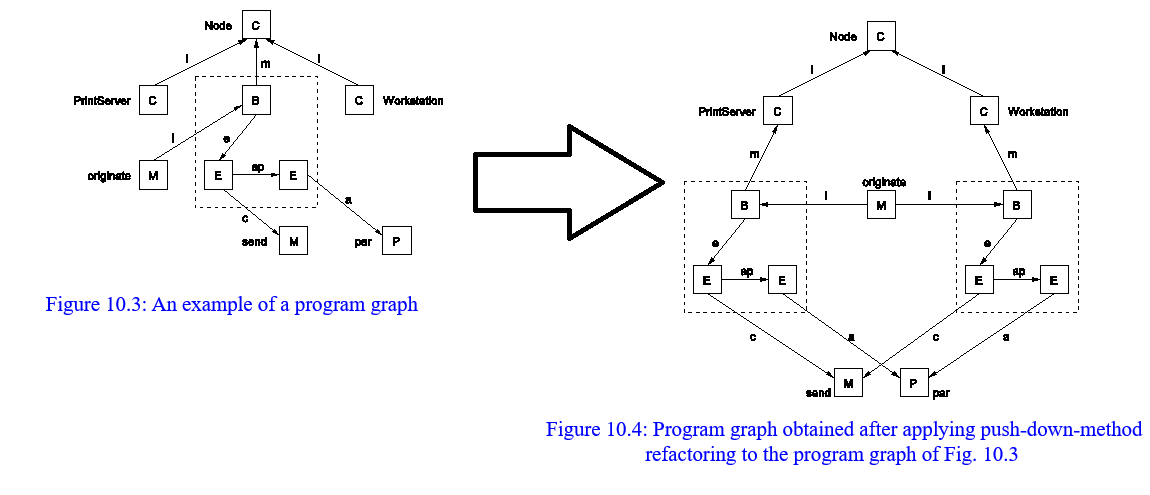 Node C
i i
m
PrintServer C B C Workstation
i e
originate M E ap E
a
c
send M par P
Figure 10.3: An example of a program graph
Node C
i i
PrintServer C C Workstation
m m
originate
B i M i B
e e
E ap E E ap E
c a c a
send M P par
Figure 10.4: Program graph obtained after applying push-down-method
refactoring to the program graph of Fig. 10.3